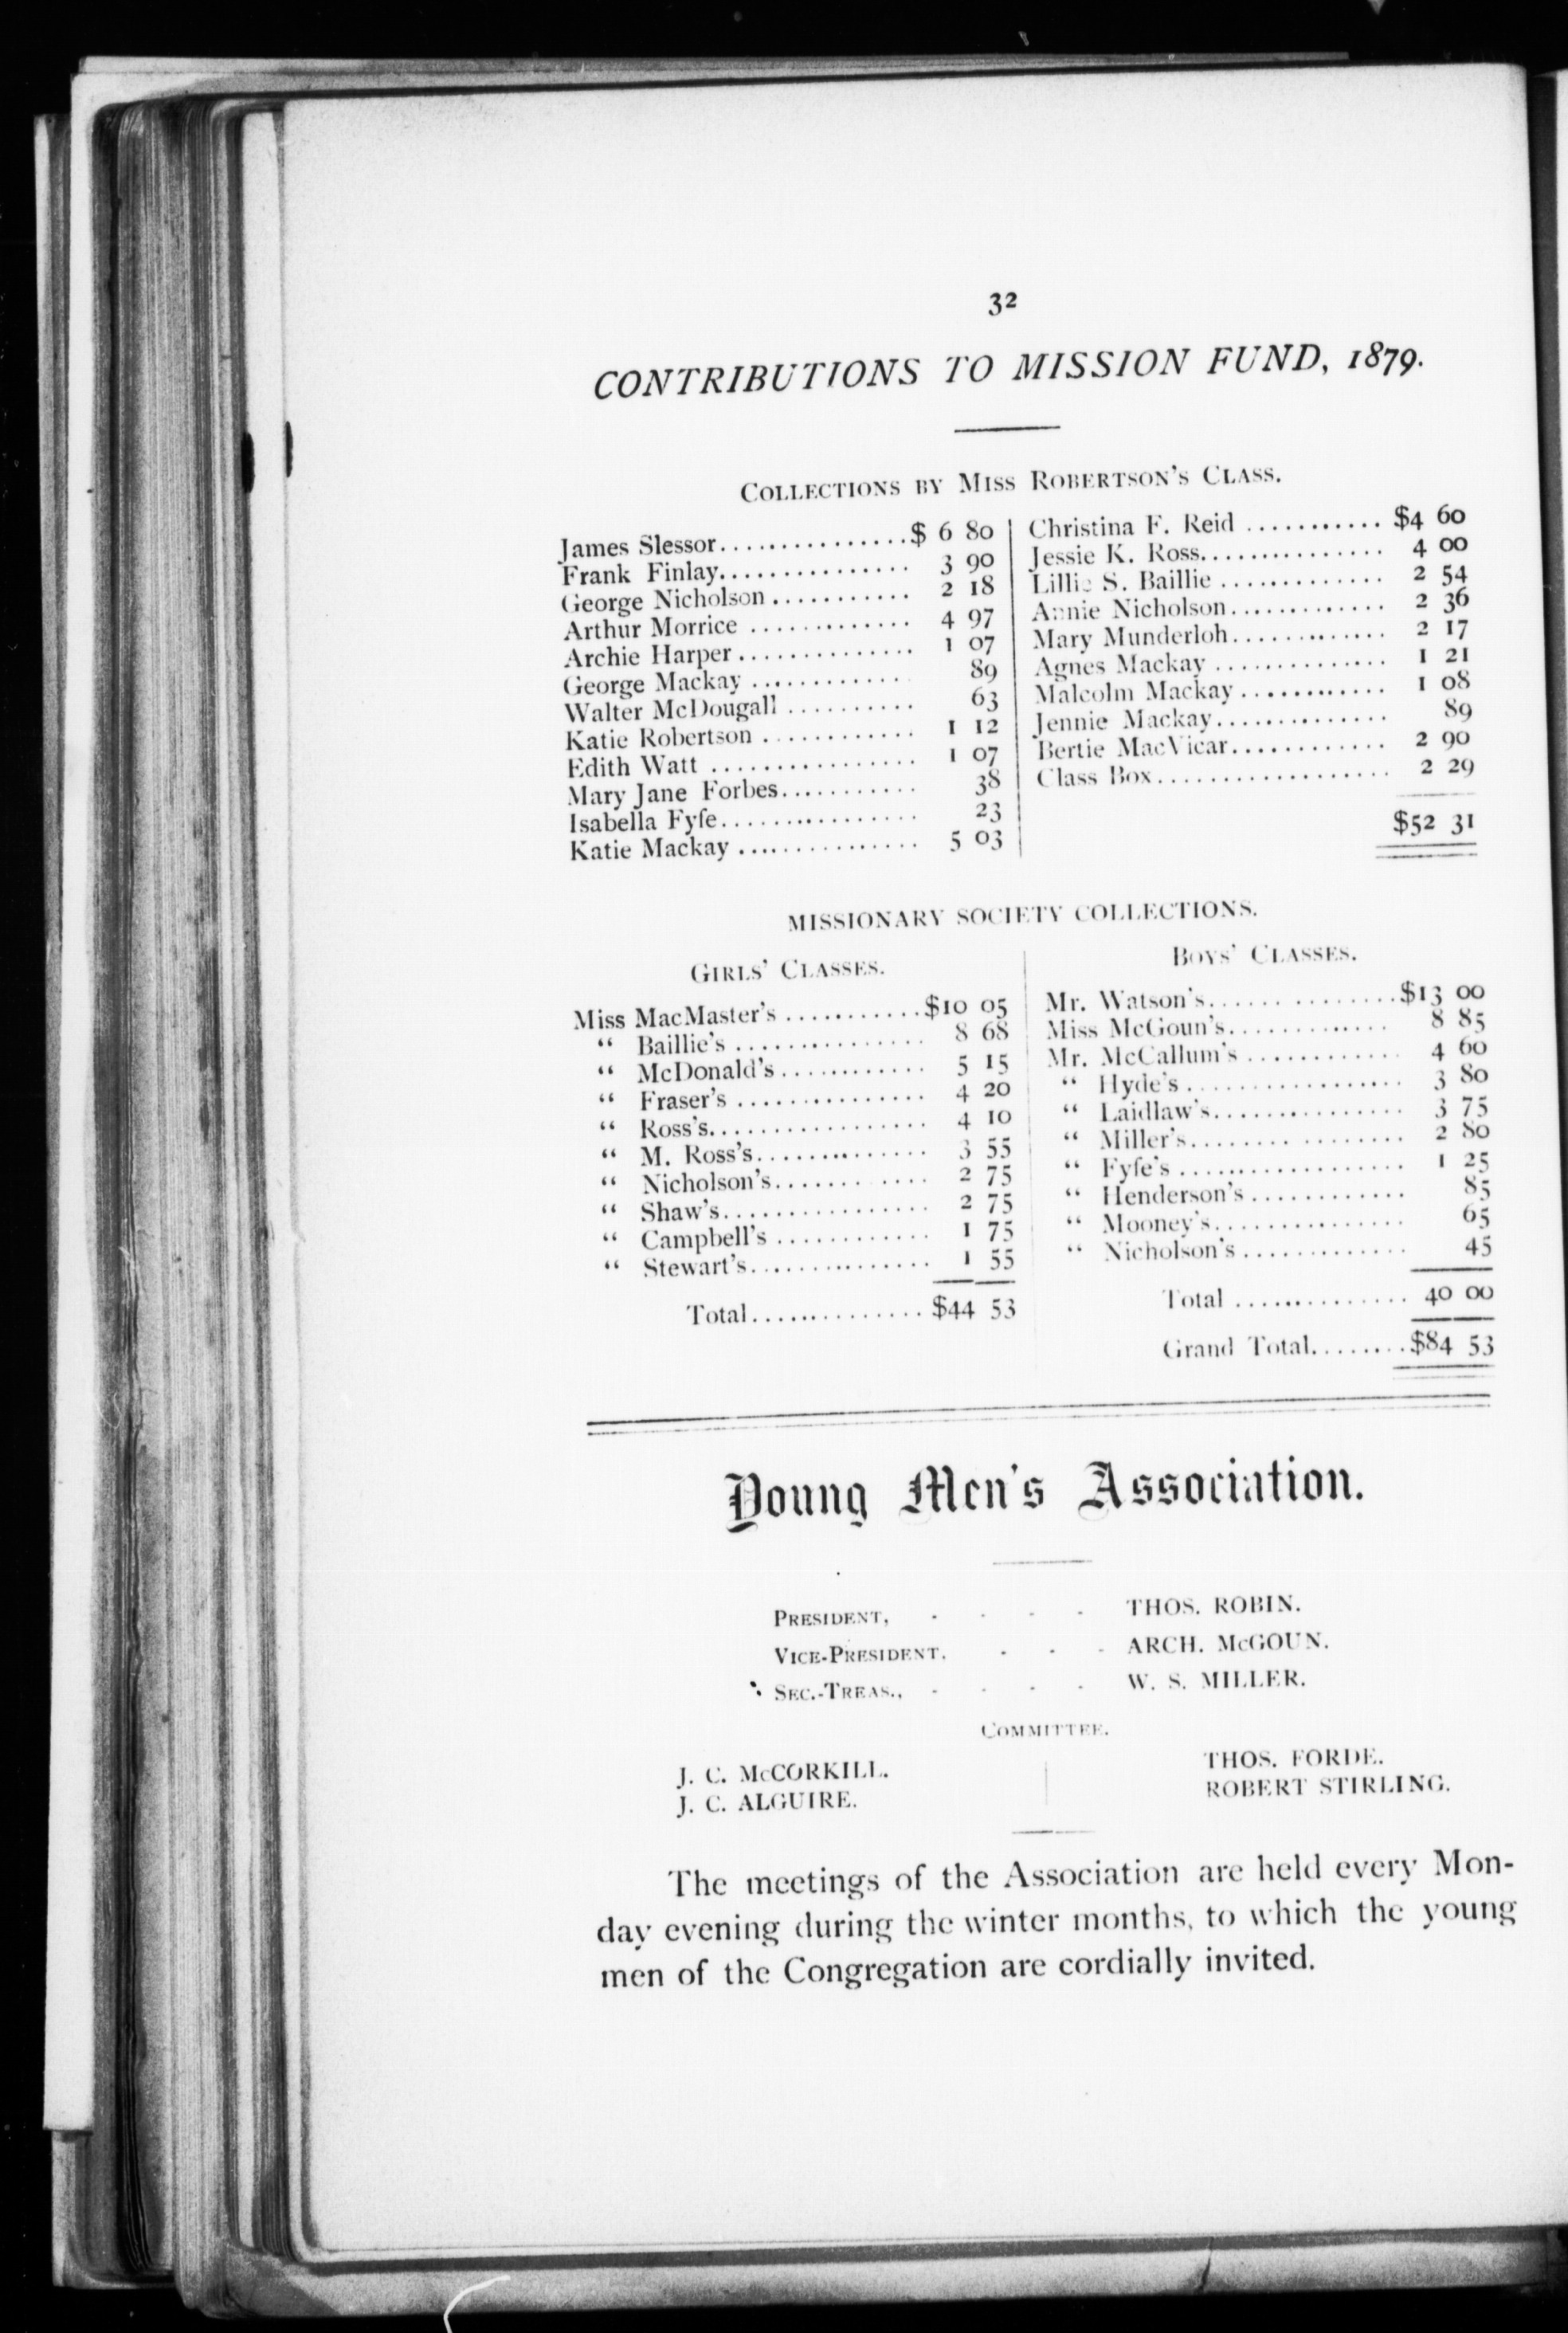 32
CONTRIBUTIONS TO MISSION FUND, 1879.
COLLECTIONS BY MISS ROBERTSON'S CLASS.
James Slessor................$ 6 80
Frank Finlay............... 3 90
George Nicholson........... 2 18
Arthur Morrice ............. 4 97
Archie Harper.............. 1 07
George Mackay ............. 89
Walter McDougall .......... 63
Katie Robertson ............ 1 12
Edith Watt ................ 1 07
Mary Jane Forbes........... 38
Isabella Fyfe................ 23
Katie Mackay ............... 5 03
Christina F. Reid ........... $4 60
Jessie K. Ross............... 4 00
Lillie S. Baillie ............. 2 54
Annie Nicholson............. 2 36
Mary Munderloh............. 2 17
Agnes Mackay .............. 1 21
Malcolm Mackay............ 1 08
Jennie Mackay.............. 89
Bertie MacVicar............ 2 90
Class Box.................. 2 29
$52 31
MISSIONARY SOCIETY COLLECTIONS.
GIRLS' CLASSES.
Miss MacMaster's ...........$10 05
“ Baillie's ............... 8 68
“ McDonald's............ 5 15
“ Fraser's ............... 4 20
“ Ross's................. 4 10
“ M. Ross's.............. 3 55
“ Nicholson's............ 2 75
“ Shaw's................ 2 75
“ Campbell's ............ 1 75
“ Stewart's.............. 1 55
Total...............$44 53
BOYS' CLASSES.
Mr. Watson's...............$13 00
Miss McGoun's............. 8 85
Mr. McCallum's ............ 4 60
“ Hyde's ................. 3 80
“ Laidlaw's............... 3 75
“ Miller's................. 2 80
“ Fyfe's .................. 1 25
“ Henderson's............ 85
“ Mooney's............... 65
“ Nicholson's............. 45
Total .............. 40 00
Grand Total........$84 53
Young Men's Association.
PRESIDENT, - - - - THOS. ROBIN.
VICE-PRESIDENT, - - - ARCH. McGOUN.
SEC.-TREAS., - - - - W. S. MILLER.
COMMITTEE.
J. C. McCORKILL.
J. C. ALGUIRE.
THOS. FORDE.
ROBERT STIRLING.
The meetings of the Association are held every Mon-
day evening during the winter months, to which the young
men of the Congregation are cordially invited.